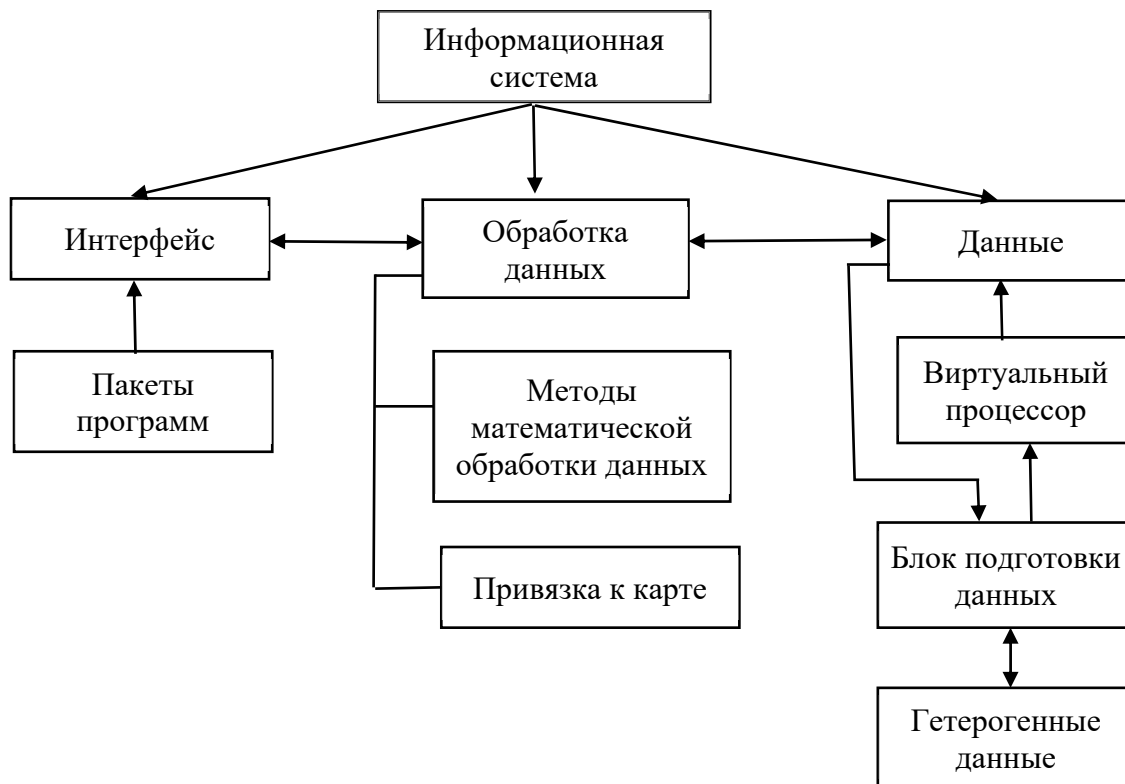 Информационная
система
Интерфейс
Обработка
данных
Данные
Пакеты
программ
Методы
математической
обработки данных
Виртуальный
процессор
Привязка к карте
Блок подготовки
данных
Гетерогенные
данные